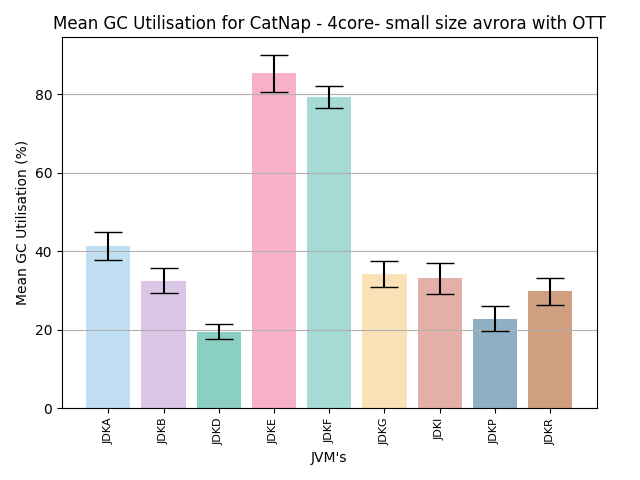 Mean GC Utilisation for CatNap - 4core- small size avrora with OTT
Mean GC Utilisation (%)
80
60
40
20
0
JDKA
JDKB
JDKD
JDKE
JDKF
JDKG
JDKI
JDKP
JDKR
JVM's